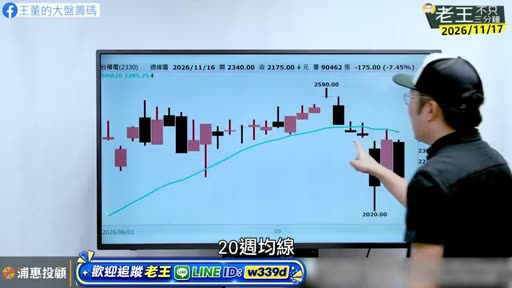 王董的大盤籌碼
老王不只三分鐘
2026/11/17
台積電(2330) 週線圖 2026/11/16 開 2340.00 收 2175.00↓元 量 90462 張 -175.00 (-7.45%)
SMA20 2385.75↓
2590.00
2020.00
2026/06/01
09
20週均線
浦惠投顧
歡迎追蹤 老王 LINE ID: w339d